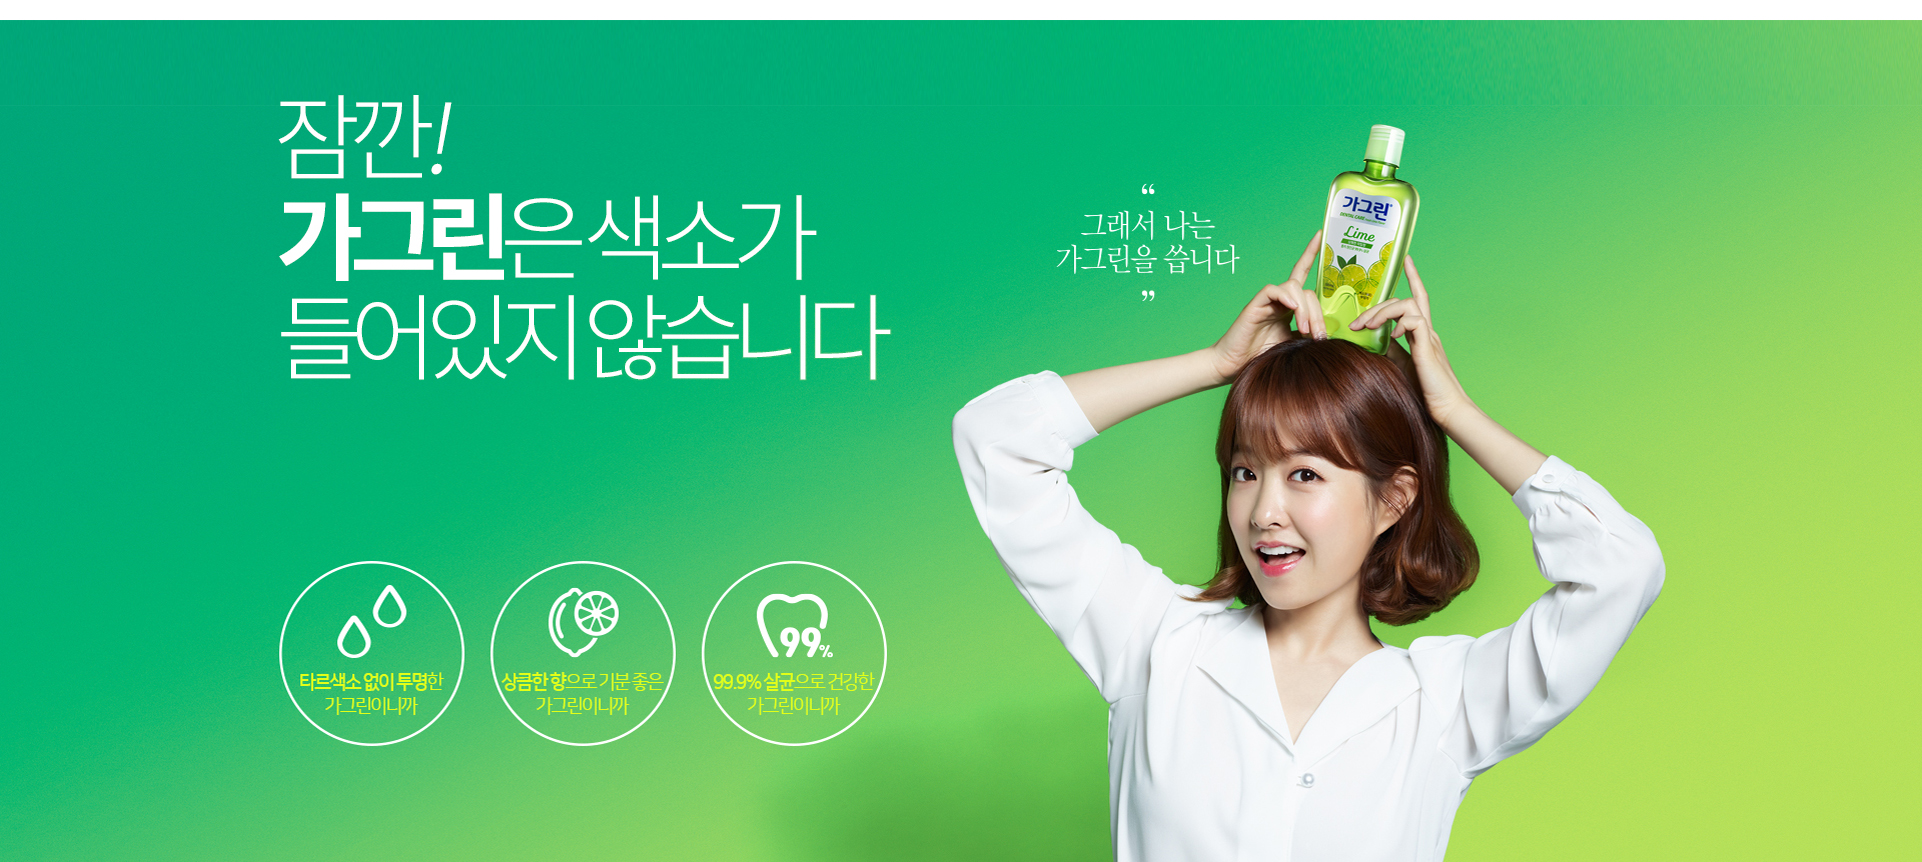 잠깐!
가그린은 색소가
들어있지 않습니다
“
그래서 나는
가그린을 씁니다
”
가그린
DENTAL CARE
Lime
99%
타르색소 없이 투명한
가그린이니까
상큼한 향으로 기분 좋은
가그린이니까
99.9% 살균으로 건강한
가그린이니까